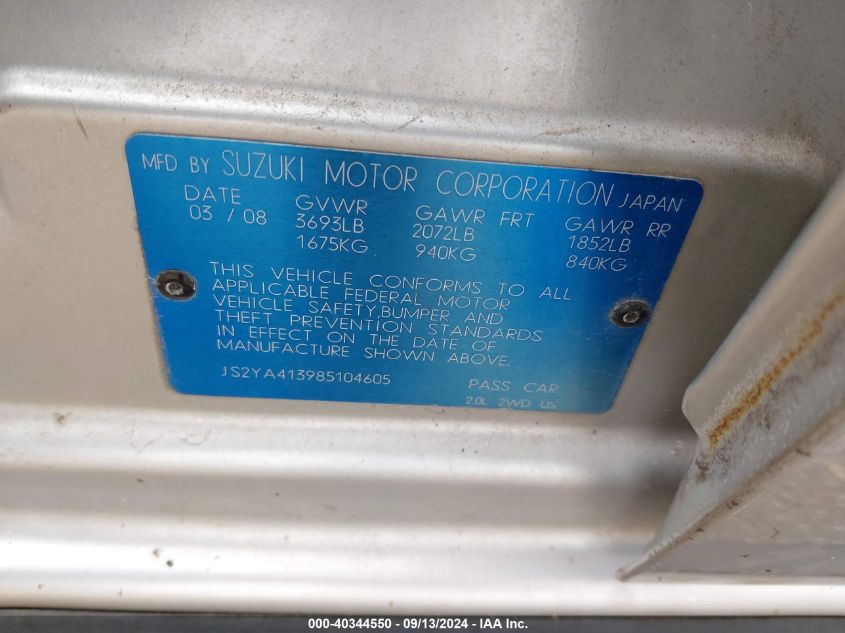 MFD BY SUZUKI MOTOR CORPORATION JAPAN
DATE GVWR GAWR FRT GAWR RR
03 / 08 3693LB 2072LB 1852LB
1675KG 940KG 840KG
THIS VEHICLE CONFORMS TO ALL
APPLICABLE FEDERAL MOTOR
VEHICLE SAFETY,BUMPER AND
THEFT PREVENTION STANDARDS
IN EFFECT ON THE DATE OF
MANUFACTURE SHOWN ABOVE.
JS2YA413985104605 PASS CAR
2.0L 2WD US
000-40344550 - 09/13/2024 - IAA Inc.